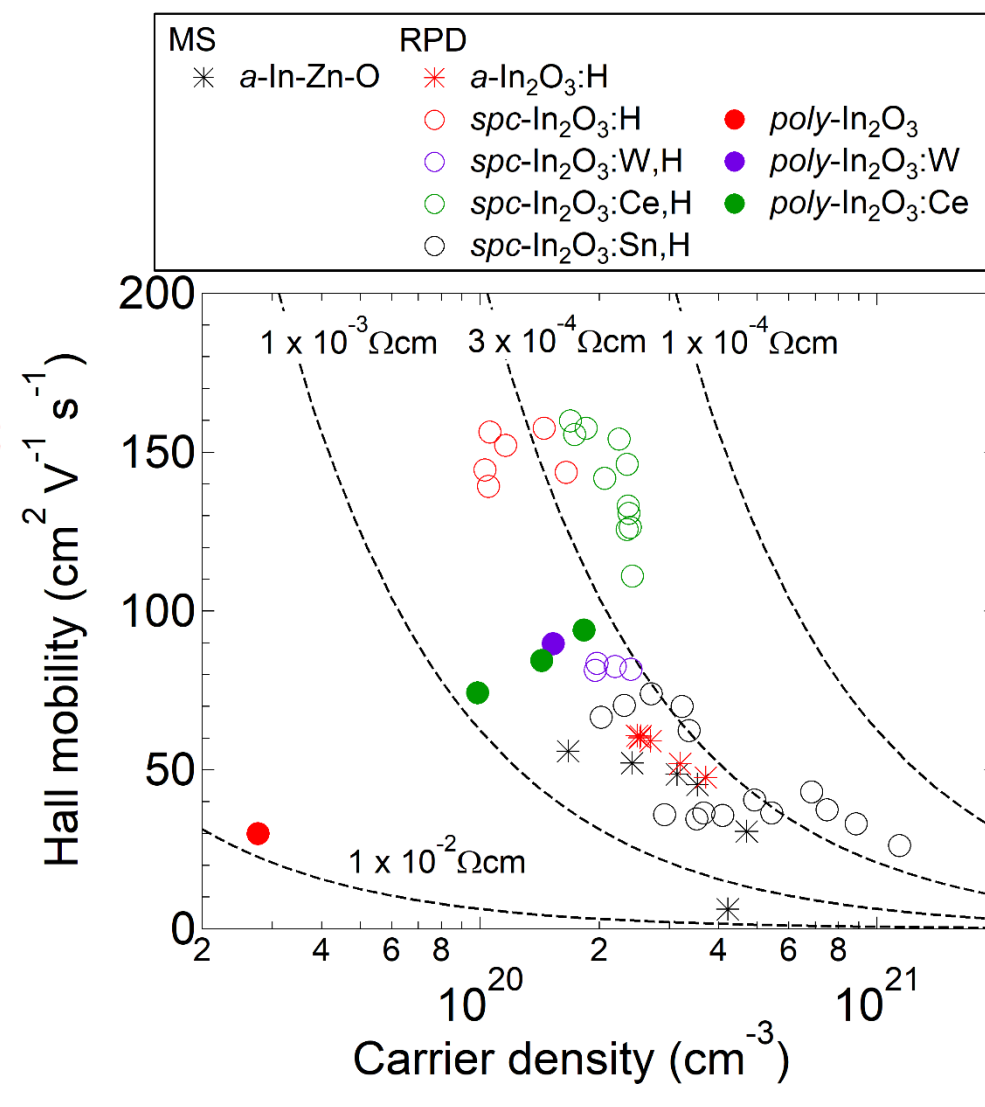 MS RPD
a-In-Zn-O a-In₂O₃:H
spc-In₂O₃:H poly-In₂O₃
spc-In₂O₃:W,H poly-In₂O₃:W
spc-In₂O₃:Ce,H poly-In₂O₃:Ce
spc-In₂O₃:Sn,H
200
1 x 10⁻³Ωcm 3 x 10⁻⁴Ωcm 1 x 10⁻⁴Ωcm
150
100
50
1 x 10⁻²Ωcm
0
Hall mobility (cm² V⁻¹ s⁻¹)
2 4 6 8 2 4 6 8
10²⁰ 10²¹
Carrier density (cm⁻³)